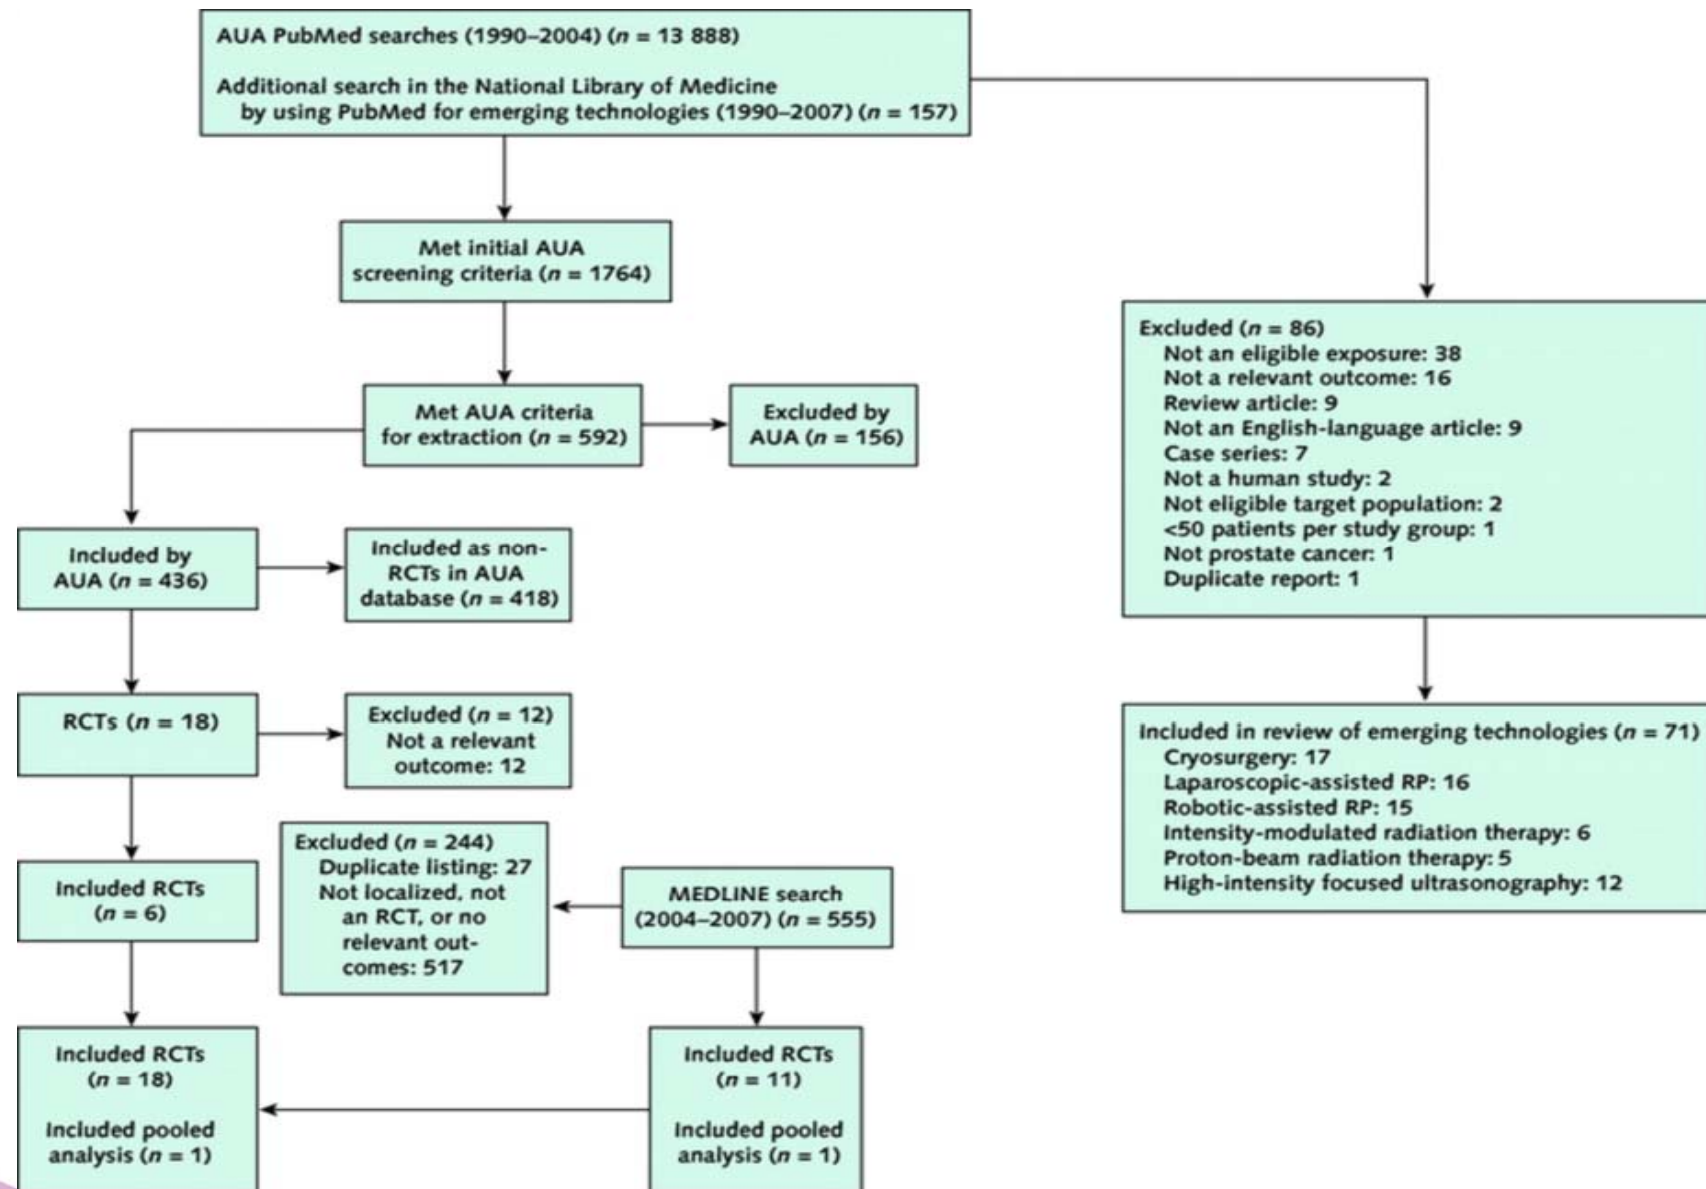 AUA PubMed searches (1990–2004) (n = 13 888)
Additional search in the National Library of Medicine
by using PubMed for emerging technologies (1990–2007) (n = 157)
Met initial AUA
screening criteria (n = 1764)
Met AUA criteria
for extraction (n = 592)
Excluded by
AUA (n = 156)
Included by
AUA (n = 436)
Included as non-
RCTs in AUA
database (n = 418)
RCTs (n = 18)
Excluded (n = 12)
Not a relevant
outcome: 12
Included RCTs
(n = 6)
Excluded (n = 244)
Duplicate listing: 27
Not localized, not
an RCT, or no
relevant out-
comes: 517
MEDLINE search
(2004–2007) (n = 555)
Included RCTs
(n = 18)
Included pooled
analysis (n = 1)
Included RCTs
(n = 11)
Included pooled
analysis (n = 1)
Excluded (n = 86)
Not an eligible exposure: 38
Not a relevant outcome: 16
Review article: 9
Not an English-language article: 9
Case series: 7
Not a human study: 2
Not eligible target population: 2
<50 patients per study group: 1
Not prostate cancer: 1
Duplicate report: 1
Included in review of emerging technologies (n = 71)
Cryosurgery: 17
Laparoscopic-assisted RP: 16
Robotic-assisted RP: 15
Intensity-modulated radiation therapy: 6
Proton-beam radiation therapy: 5
High-intensity focused ultrasonography: 12